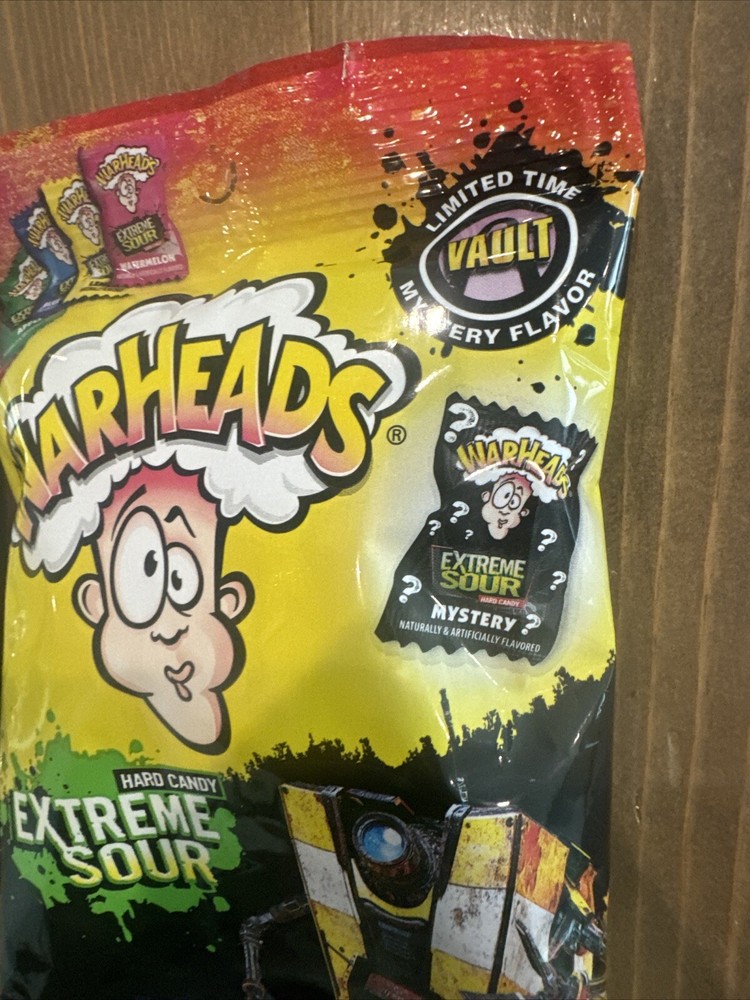 WARHEADS
EXTREME
SOUR
WATERMELON
LIMITED TIME
VAULT
MYSTERY FLAVOR
WARHEADS®
WARHEADS
EXTREME
SOUR
HARD CANDY
MYSTERY
NATURALLY & ARTIFICIALLY FLAVORED
HARD CANDY
EXTREME
SOUR